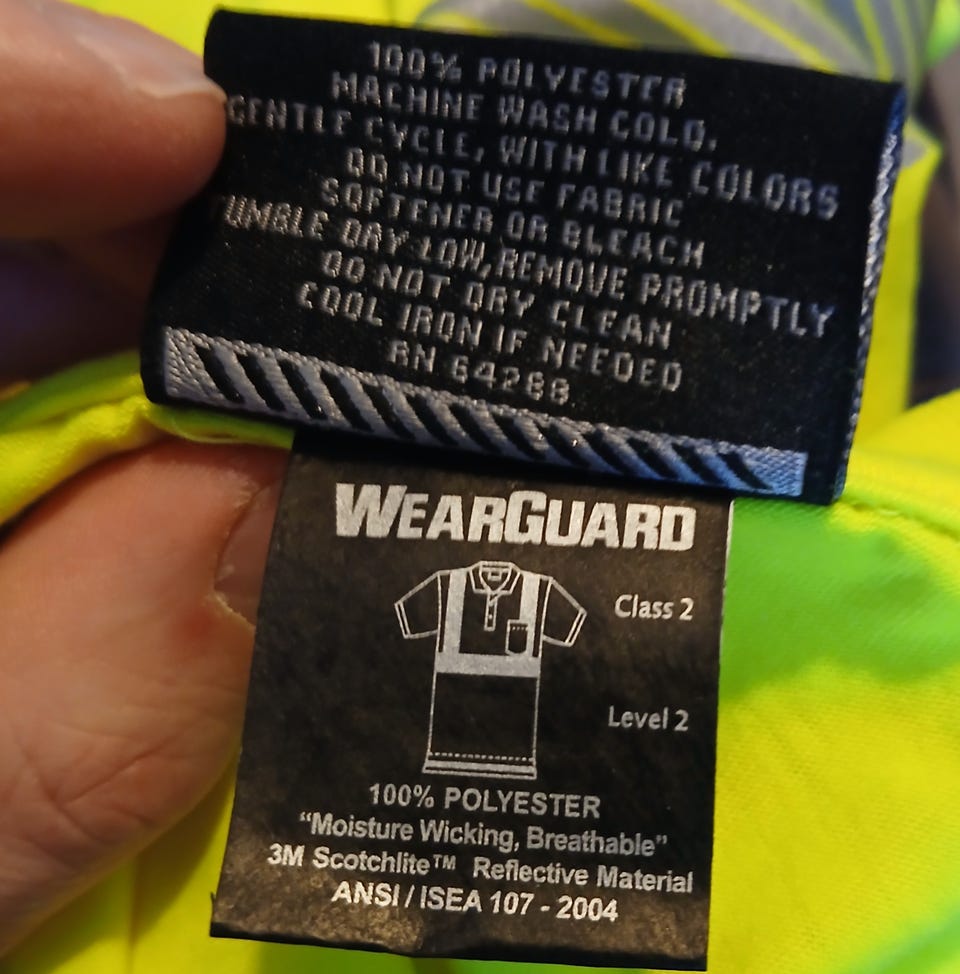 100% POLYESTER
MACHINE WASH COLD,
GENTLE CYCLE, WITH LIKE COLORS
DO NOT USE FABRIC
SOFTENER OR BLEACH
TUMBLE DRY LOW, REMOVE PROMPTLY
DO NOT DRY CLEAN
COOL IRON IF NEEDED
RN 64288
WEARGUARD
Class 2
Level 2
100% POLYESTER
“Moisture Wicking, Breathable”
3M Scotchlite™ Reflective Material
ANSI / ISEA 107 - 2004